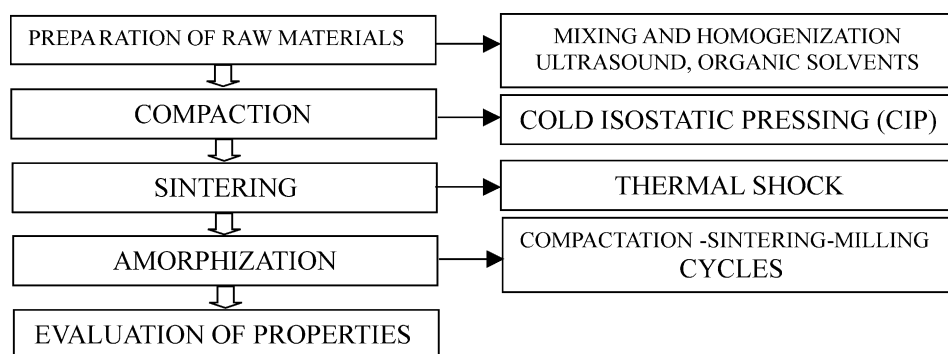 PREPARATION OF RAW MATERIALS
MIXING AND HOMOGENIZATION
ULTRASOUND, ORGANIC SOLVENTS
COMPACTION
COLD ISOSTATIC PRESSING (CIP)
SINTERING
THERMAL SHOCK
AMORPHIZATION
COMPACTATION -SINTERING-MILLING
CYCLES
EVALUATION OF PROPERTIES